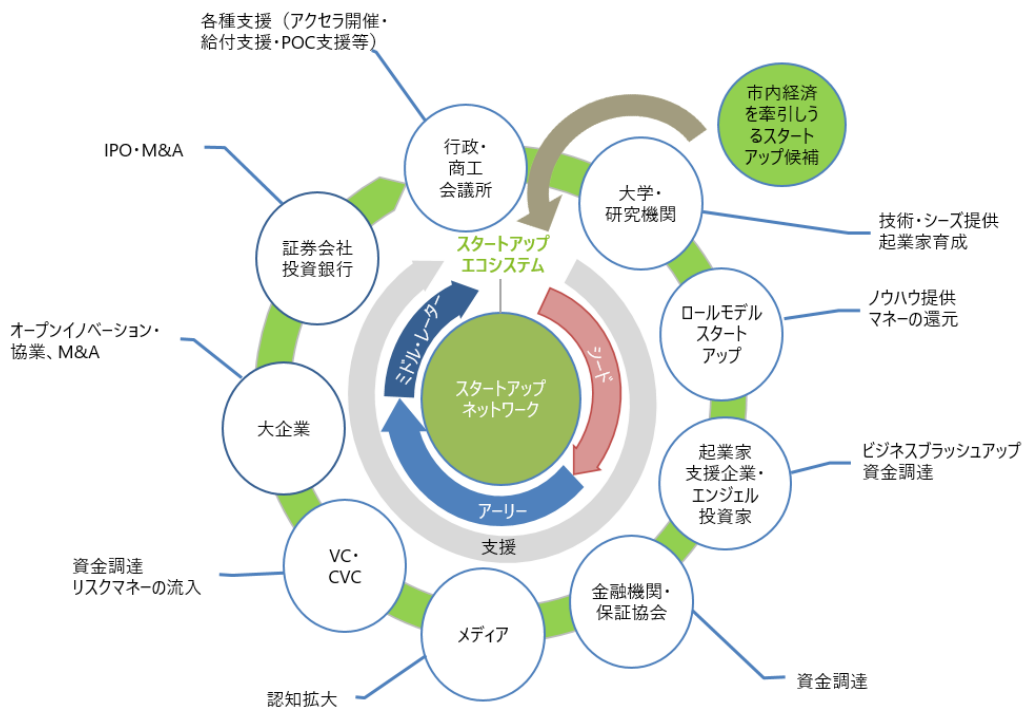 各種支援（アクセラ開催・
給付支援・POC支援等）
市内経済
を牽引しう
るスタート
アップ候補
行政・
商工
会議所
IPO・M&A
大学・
研究機関
技術・シーズ提供
起業家育成
証券会社
投資銀行
スタートアップ
エコシステム
ロールモデル
スタート
アップ
ノウハウ提供
マネーの還元
オープンイノベーション・
協業、M&A
ミドル・レーター
シード
スタートアップ
ネットワーク
大企業
起業家
支援企業・
エンジェル
投資家
ビジネスブラッシュアップ
資金調達
アーリー
支援
VC・
CVC
資金調達
リスクマネーの流入
金融機関・
保証協会
メディア
資金調達
認知拡大